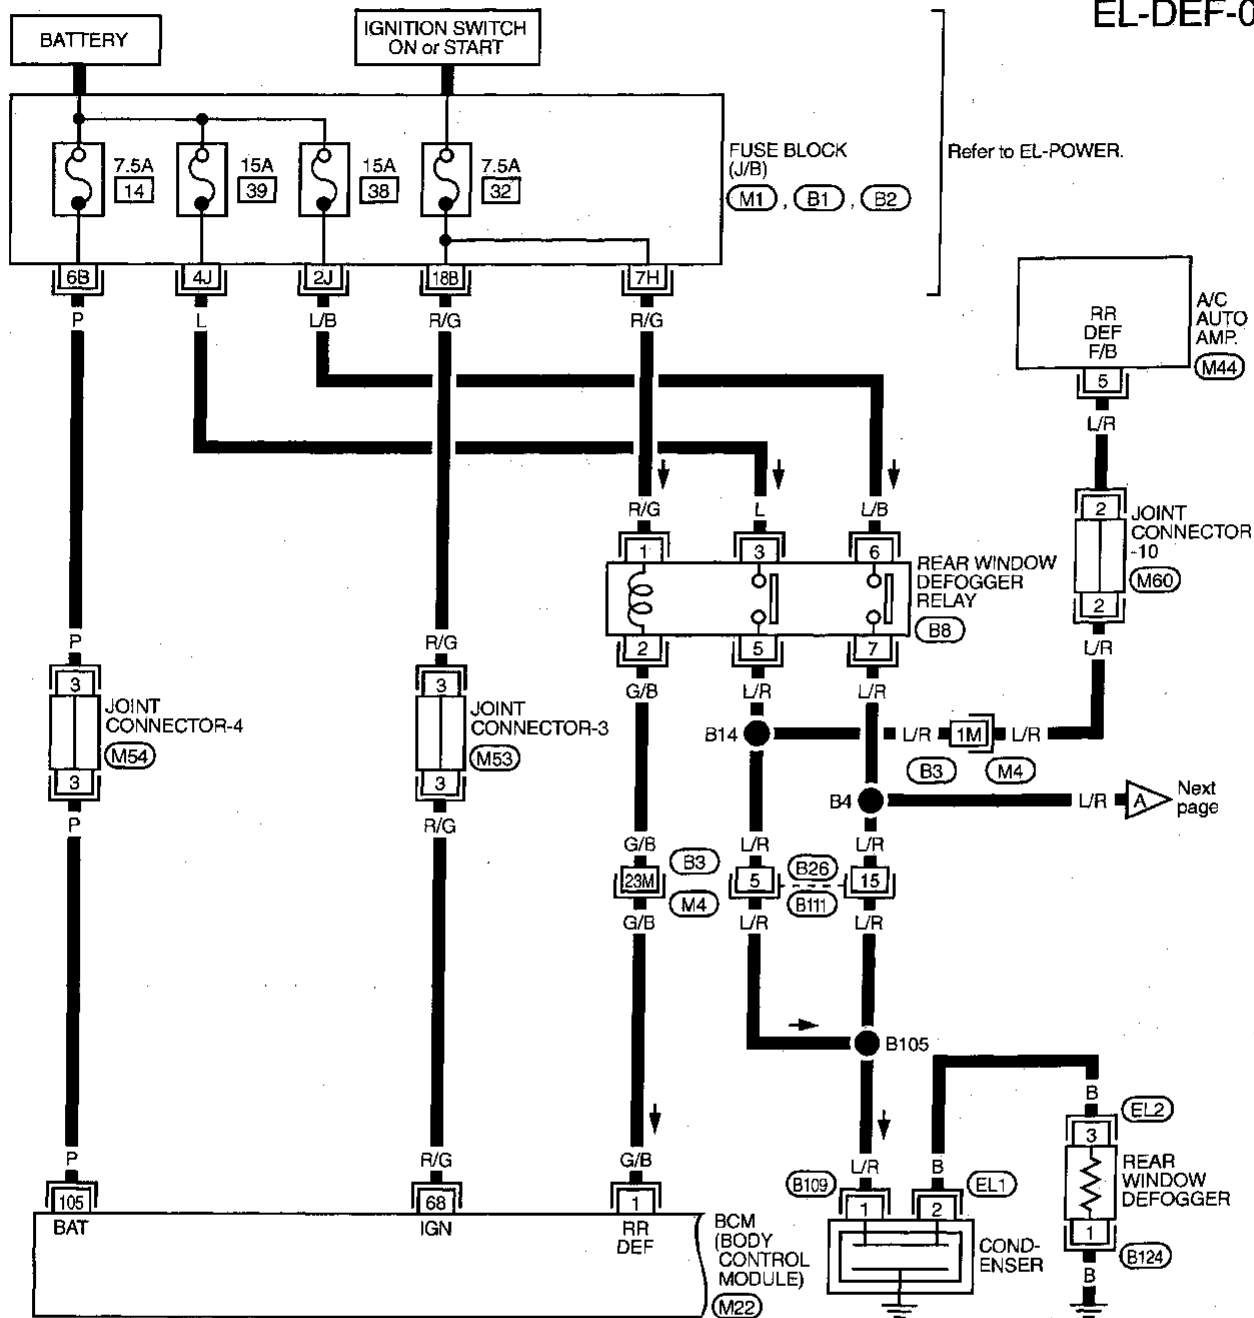 EL-DEF-0
BATTERY
IGNITION SWITCH
ON or START
7.5A
14
15A
39
15A
38
7.5A
32
FUSE BLOCK
(J/B)
M1 , B1 , B2
Refer to EL-POWER.
6B
4J
2J
18B
7H
P
L
L/B
R/G
R/G
RR
DEF
F/B
A/C
AUTO
AMP.
M44
5
L/R
R/G
L
L/B
2
JOINT
CONNECTOR
-10
M60
2
L/R
1
3
6
REAR WINDOW
DEFOGGER
RELAY
B8
2
5
7
G/B
L/R
L/R
P
3
JOINT
CONNECTOR-4
M54
3
P
R/G
3
JOINT
CONNECTOR-3
M53
3
R/G
B14
L/R
1M
L/R
B3
M4
B4
L/R
A
Next
page
G/B
L/R
L/R
23M
B3
M4
5
B26
B111
15
G/B
L/R
L/R
B105
B
EL2
3
REAR
WINDOW
DEFOGGER
1
B124
B
P
R/G
G/B
L/R
B
B109
EL1
105
68
1
1
2
BAT
IGN
RR
DEF
BCM
(BODY
CONTROL
MODULE)
M22
COND-
ENSER